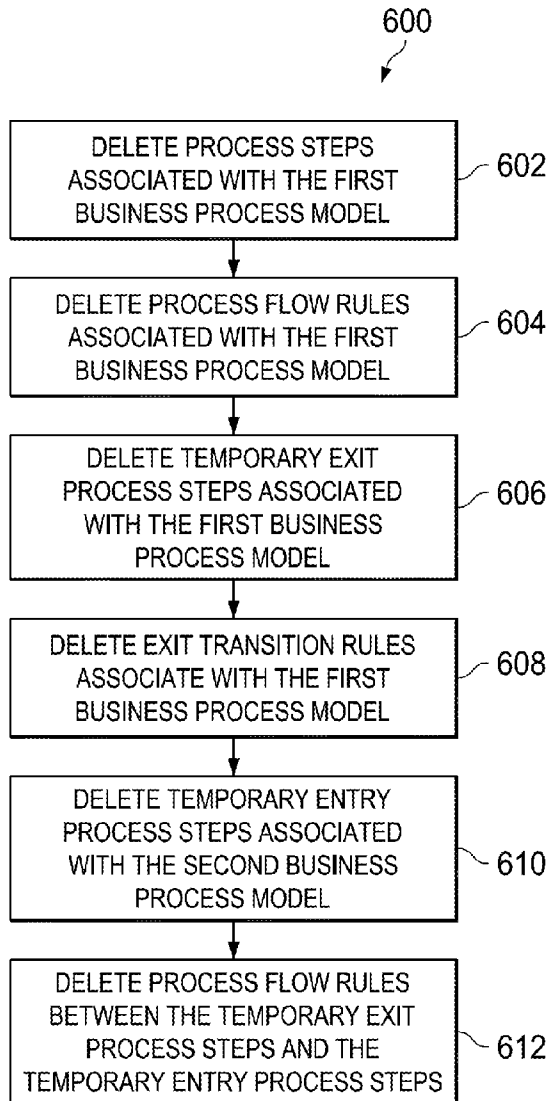 600
DELETE PROCESS STEPS
ASSOCIATED WITH THE FIRST
BUSINESS PROCESS MODEL
602
DELETE PROCESS FLOW RULES
ASSOCIATED WITH THE FIRST
BUSINESS PROCESS MODEL
604
DELETE TEMPORARY EXIT
PROCESS STEPS ASSOCIATED
WITH THE FIRST BUSINESS
PROCESS MODEL
606
DELETE EXIT TRANSITION RULES
ASSOCIATE WITH THE FIRST
BUSINESS PROCESS MODEL
608
DELETE TEMPORARY ENTRY
PROCESS STEPS ASSOCIATED
WITH THE SECOND BUSINESS
PROCESS MODEL
610
DELETE PROCESS FLOW RULES
BETWEEN THE TEMPORARY EXIT
PROCESS STEPS AND THE
TEMPORARY ENTRY PROCESS STEPS
612